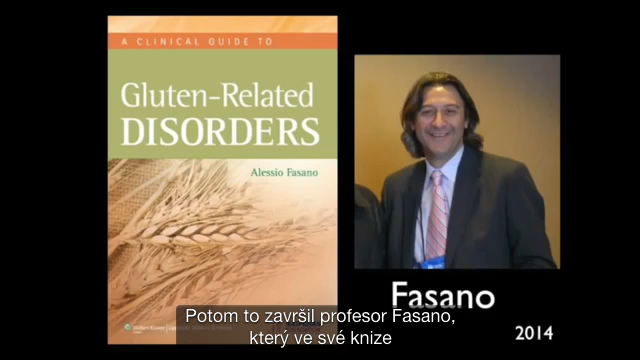 A CLINICAL GUIDE TO
Gluten-Related
DISORDERS
Alessio Fasano
Fasano
2014
Potom to završil profesor Fasano,
který ve své knize